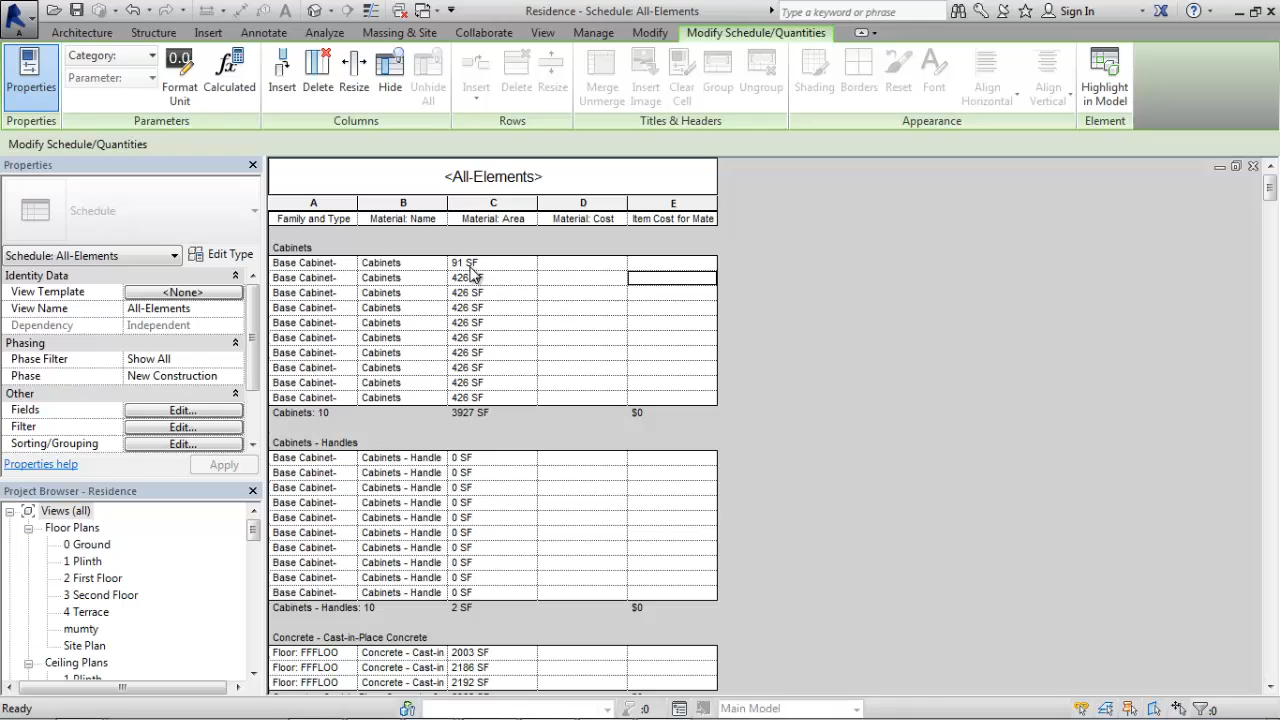 Residence - Schedule: All-Elements
Type a keyword or phrase
Sign In
Architecture Structure Insert Annotate Analyze Massing & Site Collaborate View Manage Modify Modify Schedule/Quantities
Properties
Category:
Parameter:
Format Unit
Calculated
Insert Delete Resize Hide Unhide All
Insert Delete Resize
Merge Unmerge Insert Image Clear Cell Group Ungroup
Shading Borders Reset Font Align Horizontal Align Vertical
Highlight in Model
Properties Parameters Columns Rows Titles & Headers Appearance Element
Modify Schedule/Quantities
Properties
Schedule
Schedule: All-Elements Edit Type
Identity Data
View Template <None>
View Name All-Elements
Dependency Independent
Phasing
Phase Filter Show All
Phase New Construction
Other
Fields Edit...
Filter Edit...
Sorting/Grouping Edit...
Properties help Apply
Project Browser - Residence
Views (all)
Floor Plans
0 Ground
1 Plinth
2 First Floor
3 Second Floor
4 Terrace
mumty
Site Plan
Ceiling Plans
1 Plinth
<All-Elements>
A B C D E
Family and Type Material: Name Material: Area Material: Cost Item Cost for Mate
Cabinets
Base Cabinet- Cabinets 91 SF
Base Cabinet- Cabinets 426 SF
Base Cabinet- Cabinets 426 SF
Base Cabinet- Cabinets 426 SF
Base Cabinet- Cabinets 426 SF
Base Cabinet- Cabinets 426 SF
Base Cabinet- Cabinets 426 SF
Base Cabinet- Cabinets 426 SF
Base Cabinet- Cabinets 426 SF
Base Cabinet- Cabinets 426 SF
Cabinets: 10 3927 SF $0
Cabinets - Handles
Base Cabinet- Cabinets - Handle 0 SF
Base Cabinet- Cabinets - Handle 0 SF
Base Cabinet- Cabinets - Handle 0 SF
Base Cabinet- Cabinets - Handle 0 SF
Base Cabinet- Cabinets - Handle 0 SF
Base Cabinet- Cabinets - Handle 0 SF
Base Cabinet- Cabinets - Handle 0 SF
Base Cabinet- Cabinets - Handle 0 SF
Base Cabinet- Cabinets - Handle 0 SF
Base Cabinet- Cabinets - Handle 0 SF
Cabinets - Handles: 10 2 SF $0
Concrete - Cast-in-Place Concrete
Floor: FFFLOO Concrete - Cast-in 2003 SF
Floor: FFFLOO Concrete - Cast-in 2186 SF
Floor: FFFLOO Concrete - Cast-in 2192 SF
Ready :0 Main Model :0